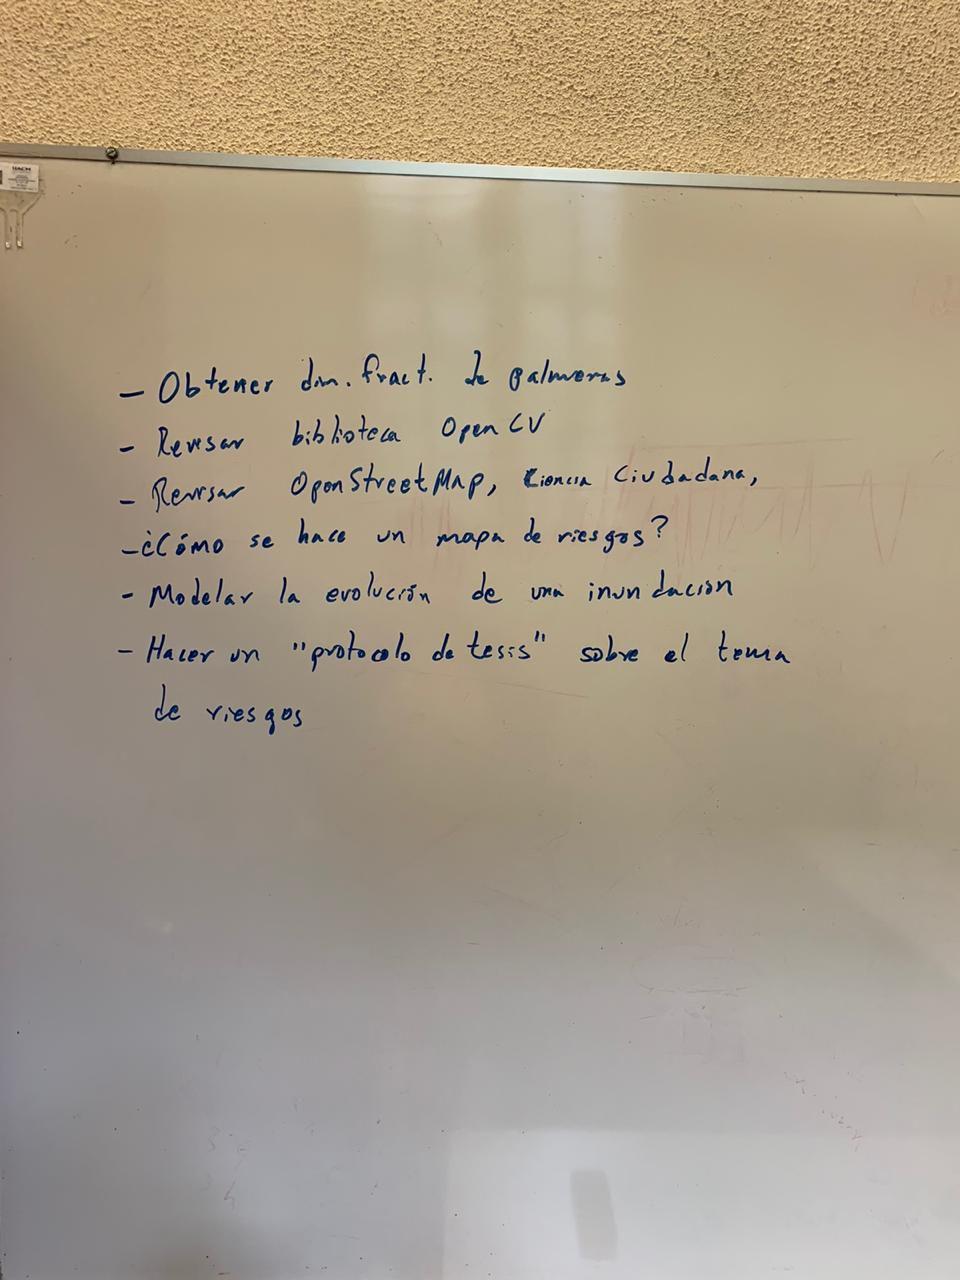 - Obtener dim. fract. de palmeras
- Revisar biblioteca OpenCV
- Revisar OpenStreetMap, Ciencia Ciudadana,
- ¿Cómo se hace un mapa de riesgos?
- Modelar la evolución de una inundación
- Hacer un "protocolo de tesis" sobre el tema
de riesgos